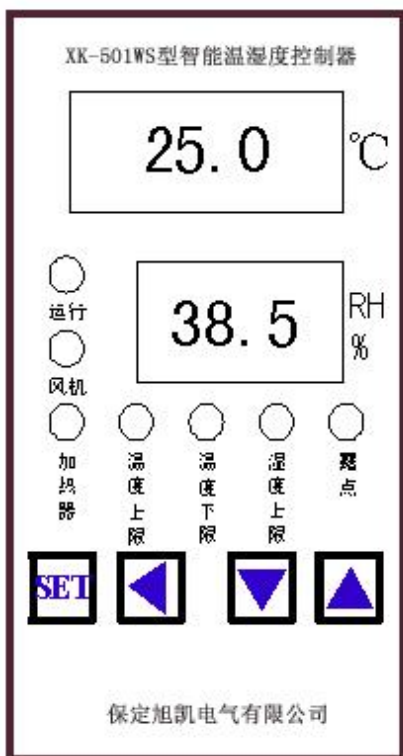 XK-501WS型智能温湿度控制器
25.0 ℃
运行
38.5 RH
%
风机
加热器 温度上限 温度下限 湿度上限 露点
SET
保定旭凯电气有限公司